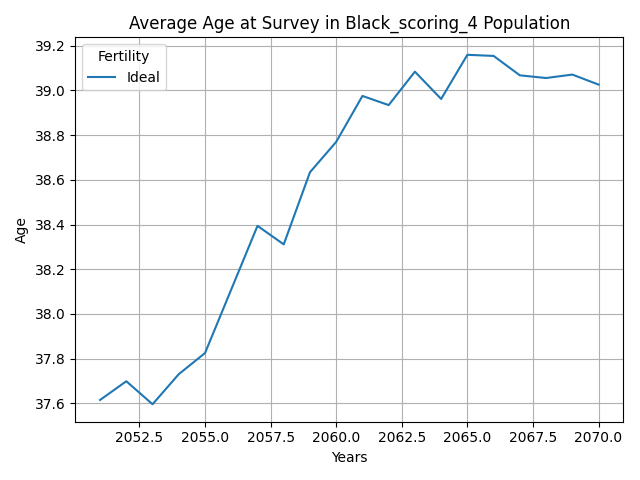 Average Age at Survey in Black_scoring_4 Population
Fertility
Ideal
39.2
39.0
38.8
38.6
38.4
38.2
38.0
37.8
37.6
Age
2052.5 2055.0 2057.5 2060.0 2062.5 2065.0 2067.5 2070.0
Years